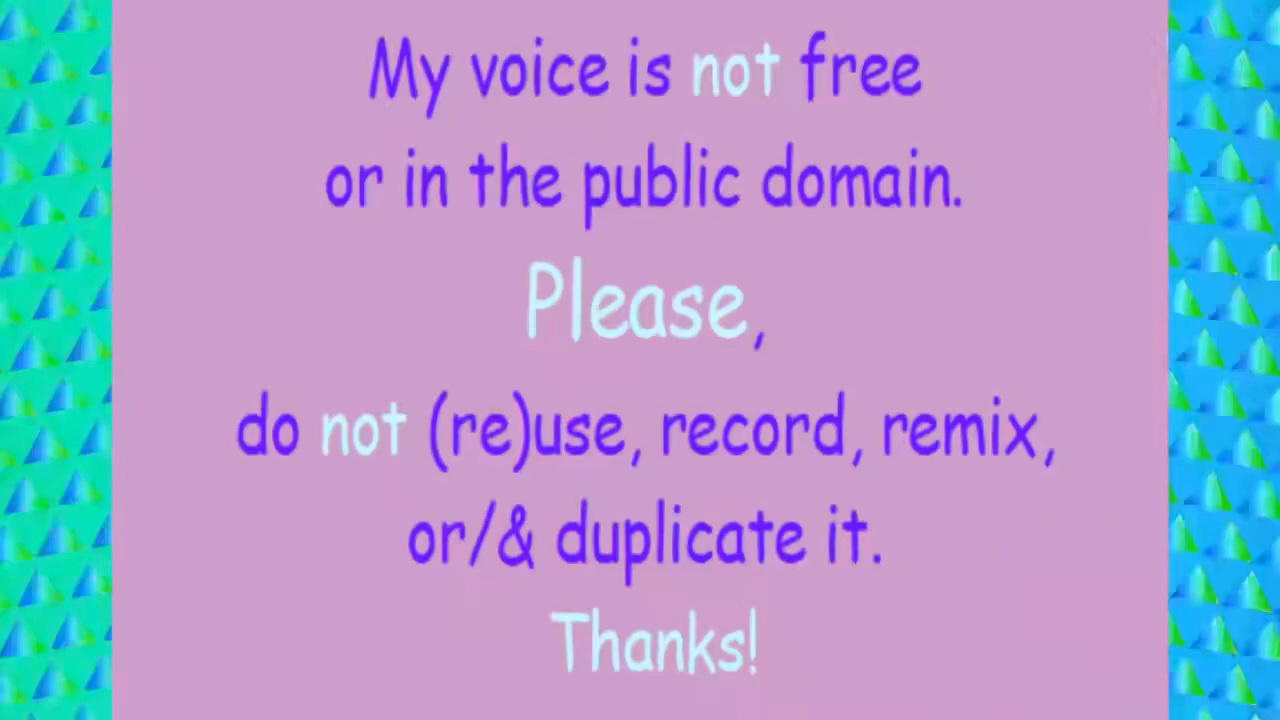 My voice is not free
or in the public domain.
Please,
do not (re)use, record, remix,
or/& duplicate it.
Thanks!